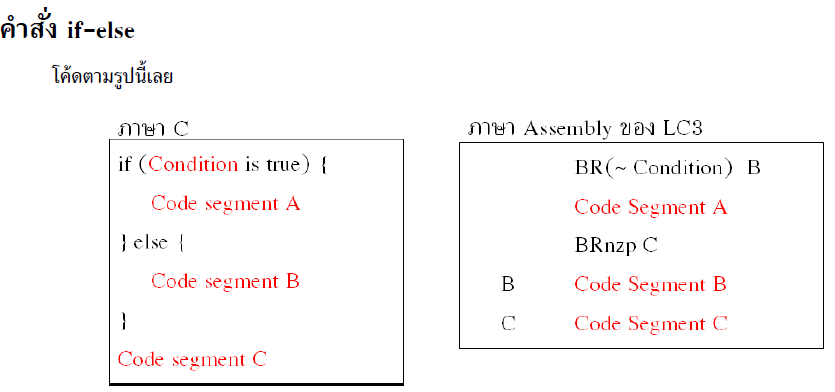 คำสั่ง if-else
โค้ดตามรูปนี้เลย
ภาษา C
if (Condition is true) {
Code segment A
} else {
Code segment B
}
Code segment C
ภาษา Assembly ของ LC3
BR(~ Condition) B
Code Segment A
BRnzp C
B Code Segment B
C Code Segment C